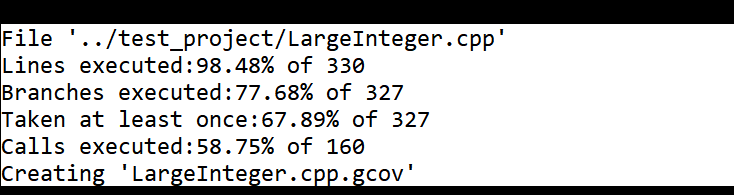 File '../test_project/LargeInteger.cpp'
Lines executed:98.48% of 330
Branches executed:77.68% of 327
Taken at least once:67.89% of 327
Calls executed:58.75% of 160
Creating 'LargeInteger.cpp.gcov'